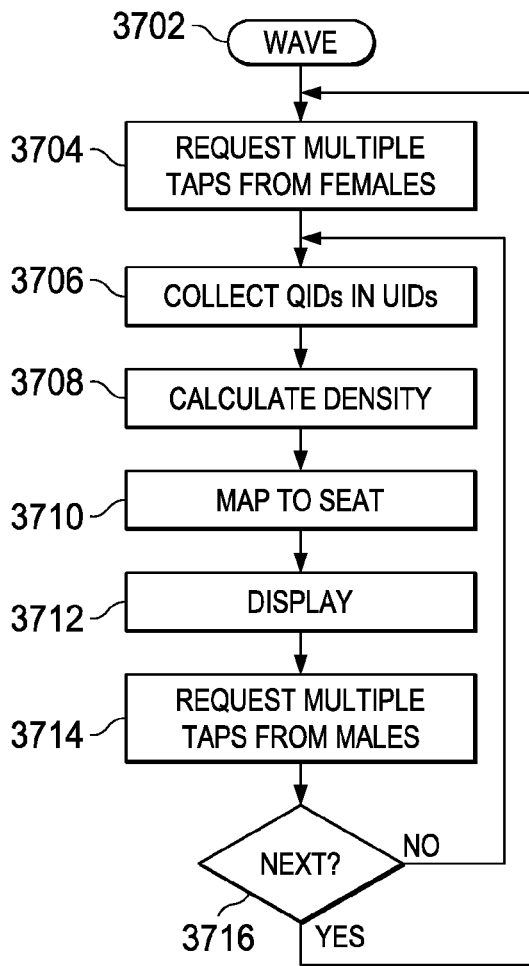 3702
WAVE
3704
REQUEST MULTIPLE
TAPS FROM FEMALES
3706
COLLECT QIDs IN UIDs
3708
CALCULATE DENSITY
3710
MAP TO SEAT
3712
DISPLAY
3714
REQUEST MULTIPLE
TAPS FROM MALES
NEXT?
NO
3716
YES